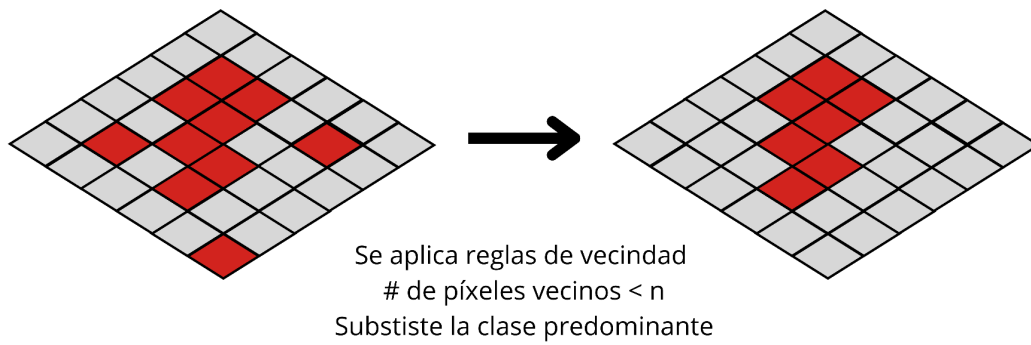 Se aplica reglas de vecindad
# de píxeles vecinos < n
Substiste la clase predominante